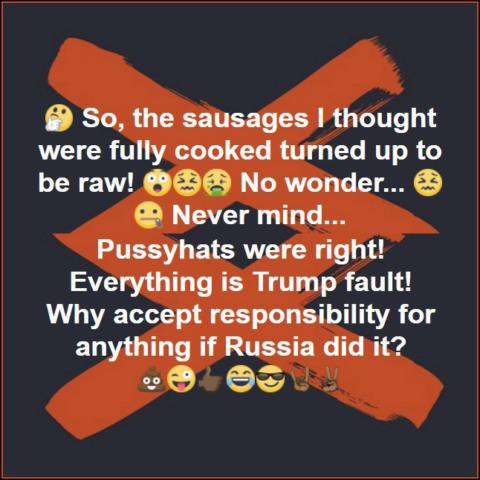 🤔 So, the sausages I thought
were fully cooked turned up to
be raw! 😲😖🤮 No wonder... 😖
🤐 Never mind...
Pussyhats were right!
Everything is Trump fault!
Why accept responsibility for
anything if Russia did it?
💩😜👍🏿😂😎🤘🏿✌🏿